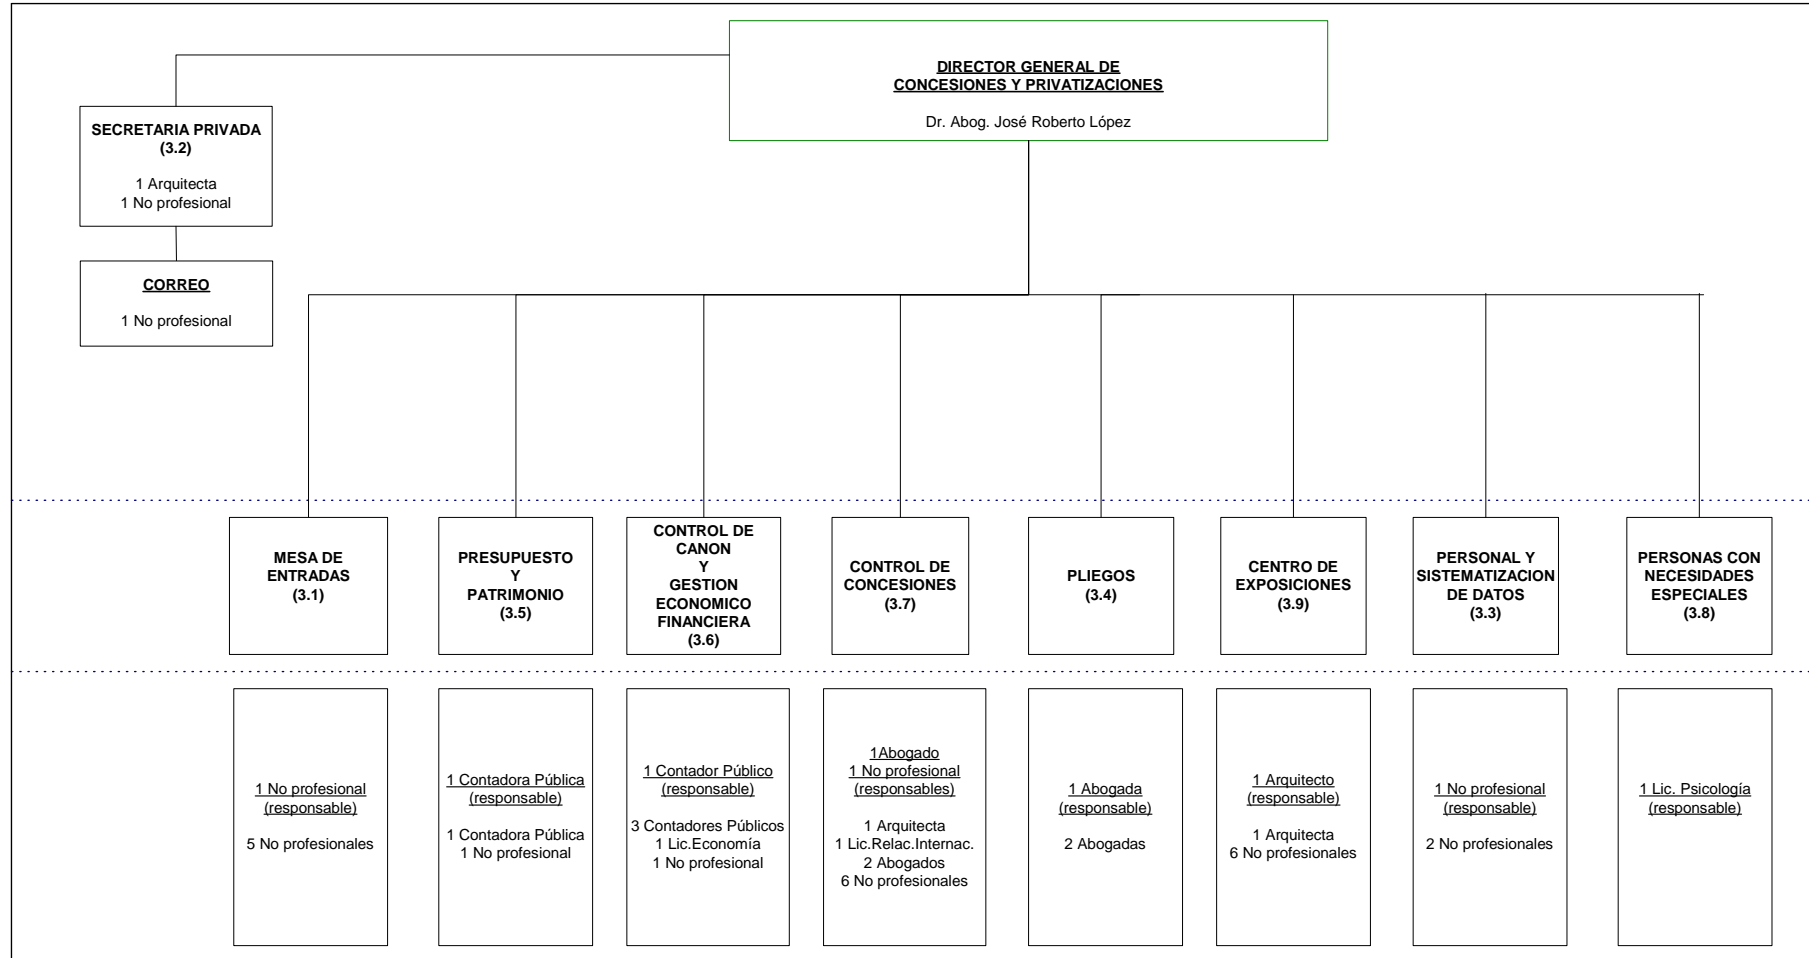 DIRECTOR GENERAL DE
CONCESIONES Y PRIVATIZACIONES
Dr. Abog. José Roberto López
SECRETARIA PRIVADA
(3.2)
1 Arquitecta
1 No profesional
CORREO
1 No profesional
MESA DE
ENTRADAS
(3.1)
PRESUPUESTO
Y
PATRIMONIO
(3.5)
CONTROL DE
CANON
Y
GESTION
ECONOMICO
FINANCIERA
(3.6)
CONTROL DE
CONCESIONES
(3.7)
PLIEGOS
(3.4)
CENTRO DE
EXPOSICIONES
(3.9)
PERSONAL Y
SISTEMATIZACION
DE DATOS
(3.3)
PERSONAS CON
NECESIDADES
ESPECIALES
(3.8)
1 No profesional
(responsable)
5 No profesionales
1 Contadora Pública
(responsable)
1 Contadora Pública
1 No profesional
1 Contador Público
(responsable)
3 Contadores Públicos
1 Lic.Economía
1 No profesional
1Abogado
1 No profesional
(responsables)
1 Arquitecta
1 Lic.Relac.Internac.
2 Abogados
6 No profesionales
1 Abogada
(responsable)
2 Abogadas
1 Arquitecto
(responsable)
1 Arquitecta
6 No profesionales
1 No profesional
(responsable)
2 No profesionales
1 Lic. Psicología
(responsable)